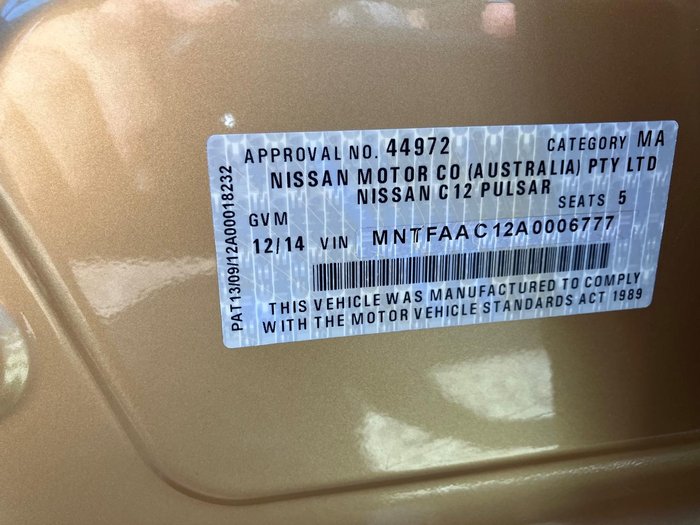 APPROVAL NO. 44972 CATEGORY MA
NISSAN MOTOR CO (AUSTRALIA) PTY LTD
NISSAN C12 PULSAR
GVM SEATS 5
12/14 VIN MNTFAAC12A0006777
THIS VEHICLE WAS MANUFACTURED TO COMPLY
WITH THE MOTOR VEHICLE STANDARDS ACT 1989
PAT13/09/12A00018232